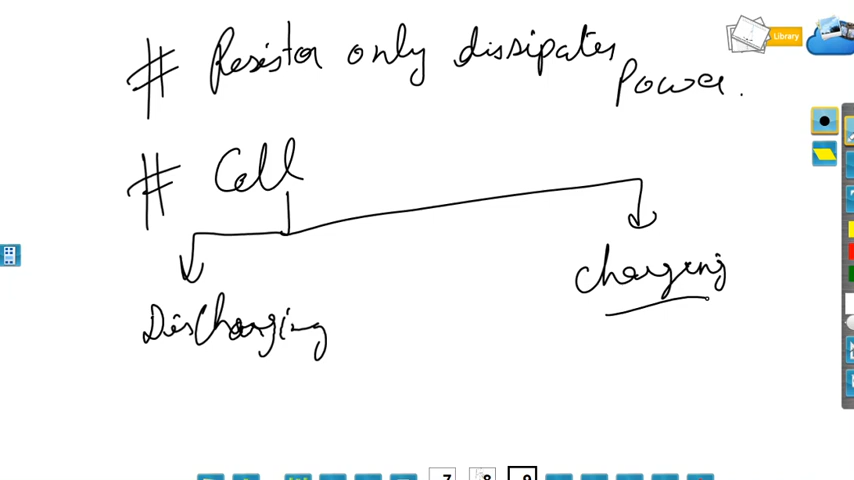 # Resistor only dissipates
Power.
# Cell
Discharging
Charging
Library
7 8 9